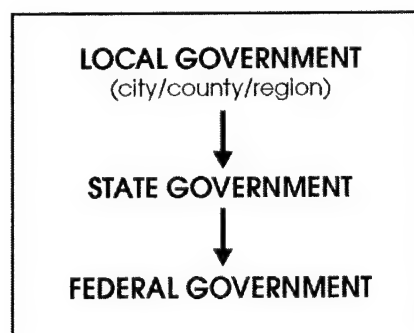 LOCAL GOVERNMENT
(city/county/region)
STATE GOVERNMENT
FEDERAL GOVERNMENT